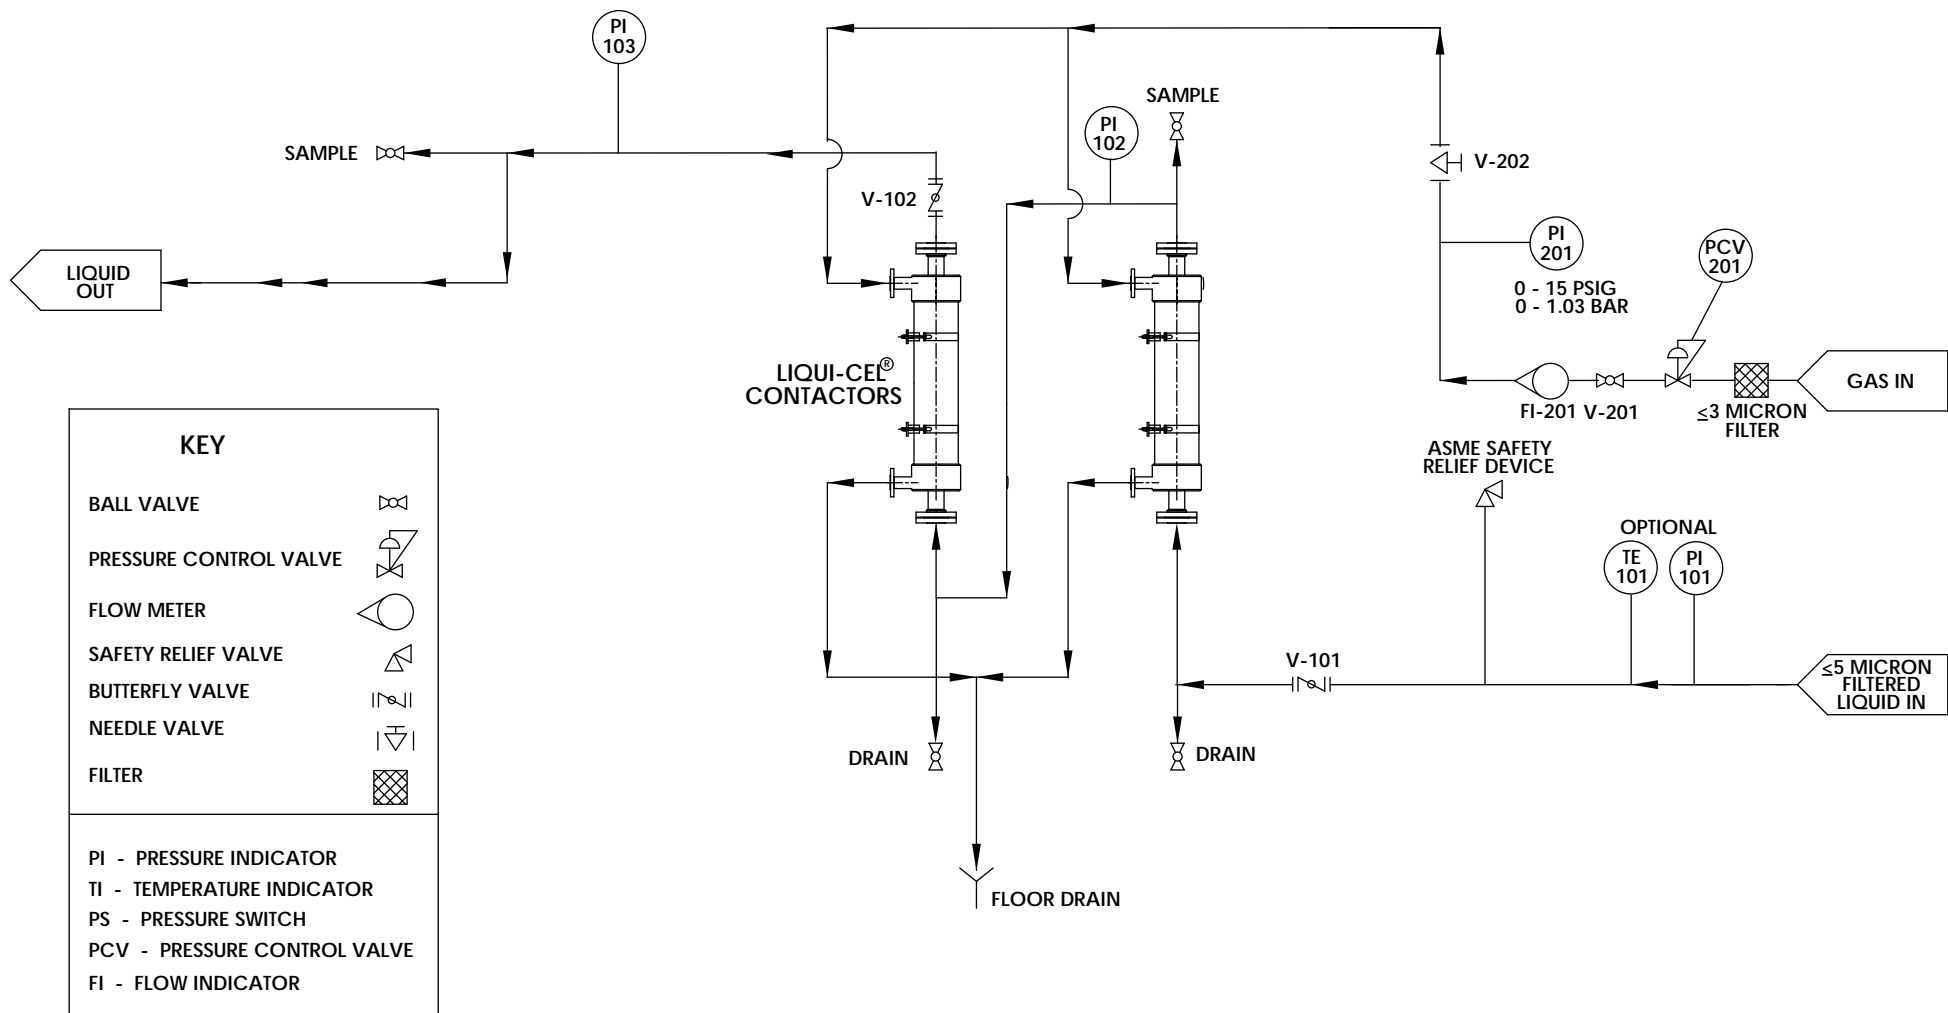 PI
103
SAMPLE
PI
102
SAMPLE
V-202
V-102
PI
201
0 - 15 PSIG
0 - 1.03 BAR
PCV
201
LIQUID
OUT
LIQUI-CEL®
CONTACTORS
GAS IN
FI-201
V-201
≤3 MICRON
FILTER
ASME SAFETY
RELIEF DEVICE
OPTIONAL
TE
101
PI
101
V-101
≤5 MICRON
FILTERED
LIQUID IN
DRAIN
DRAIN
FLOOR DRAIN
KEY
BALL VALVE
PRESSURE CONTROL VALVE
FLOW METER
SAFETY RELIEF VALVE
BUTTERFLY VALVE
NEEDLE VALVE
FILTER
PI - PRESSURE INDICATOR
TI - TEMPERATURE INDICATOR
PS - PRESSURE SWITCH
PCV - PRESSURE CONTROL VALVE
FI - FLOW INDICATOR